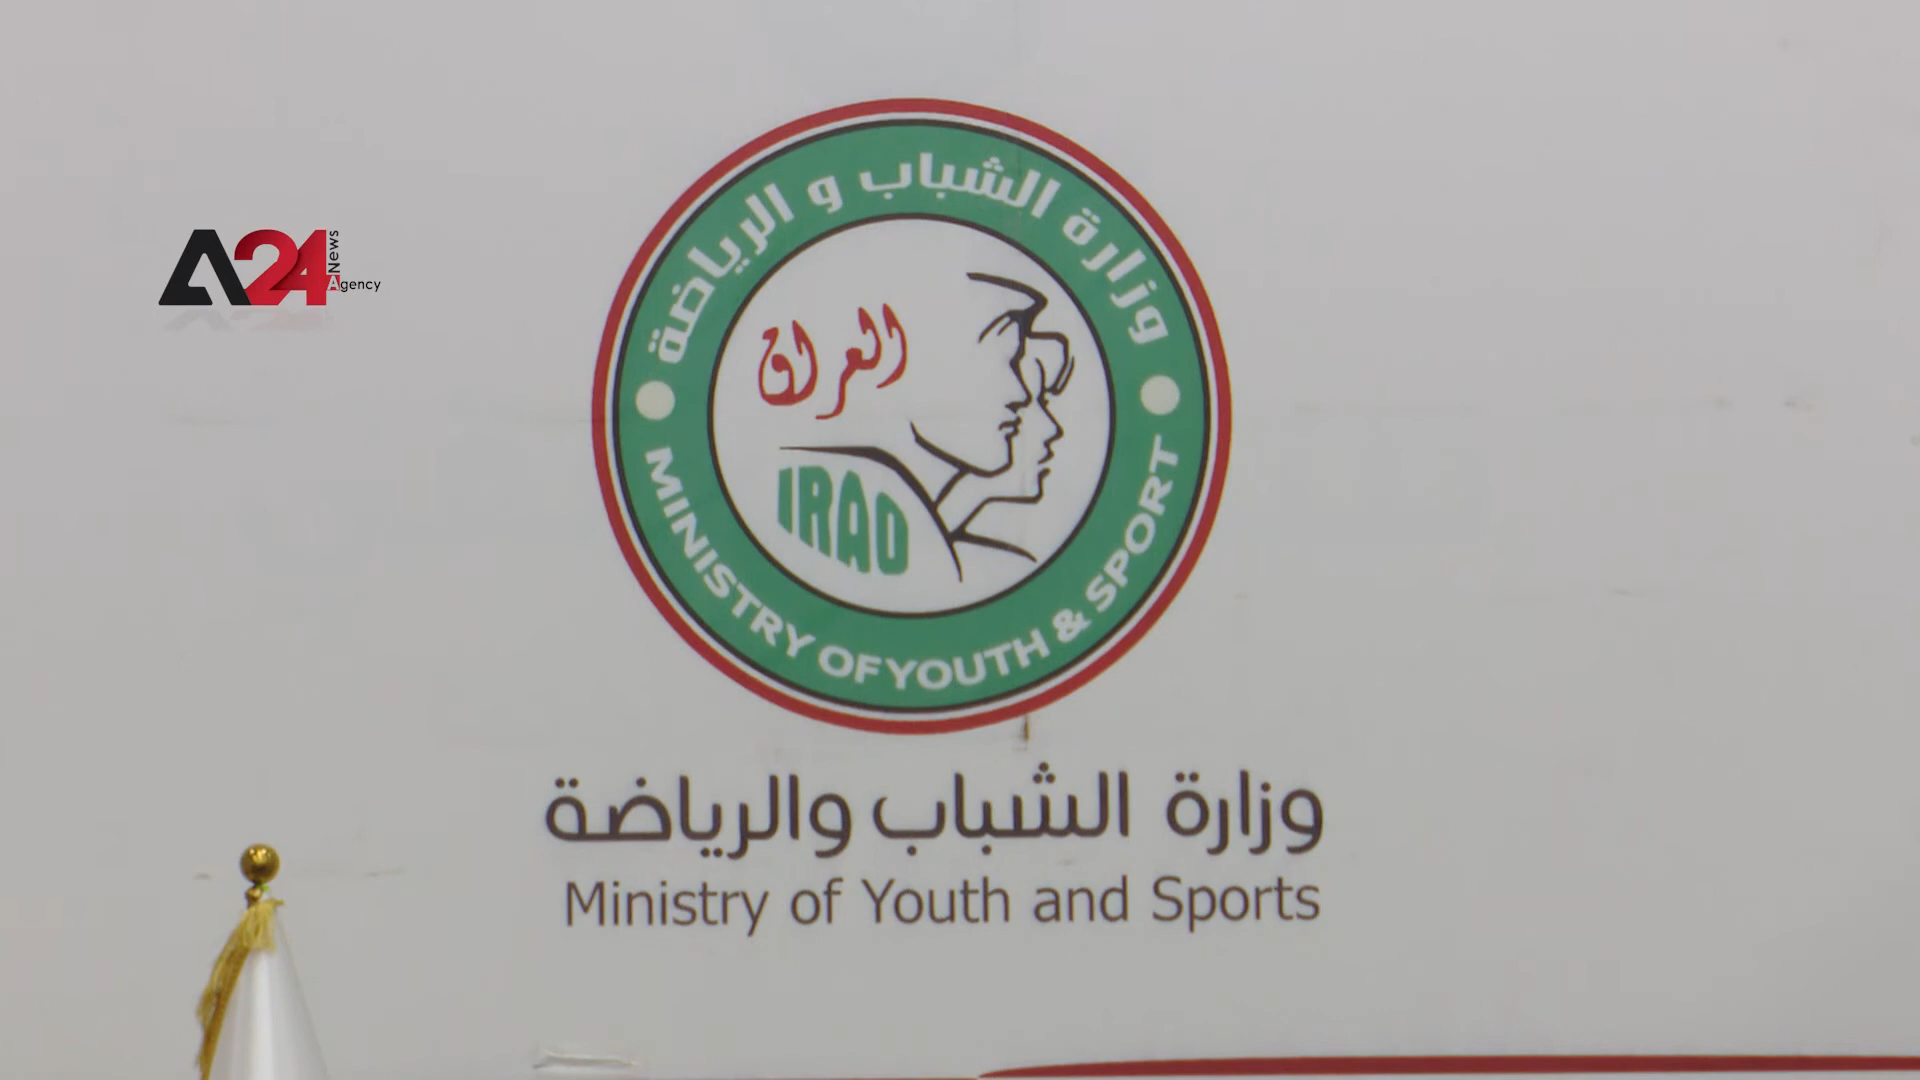 A24
News
Agency
وزارة الشباب و الرياضة
العراق
IRAQ
MINISTRY OF YOUTH & SPORT
وزارة الشباب والرياضة
Ministry of Youth and Sports